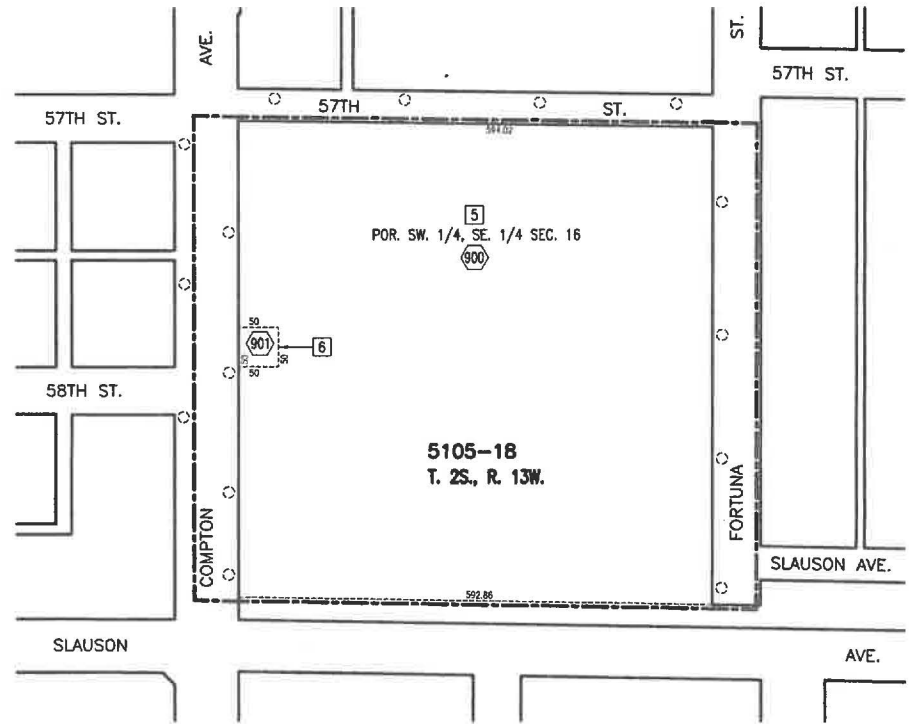 AVE.
ST.
57TH ST.
57TH ST.
57TH ST.
594.02
5
POR. SW. 1/4, SE. 1/4 SEC. 16
900
50
901
50
50
50
6
58TH ST.
5105-18
T. 2S., R. 13W.
COMPTON
FORTUNA
SLAUSON AVE.
592.86
SLAUSON
AVE.